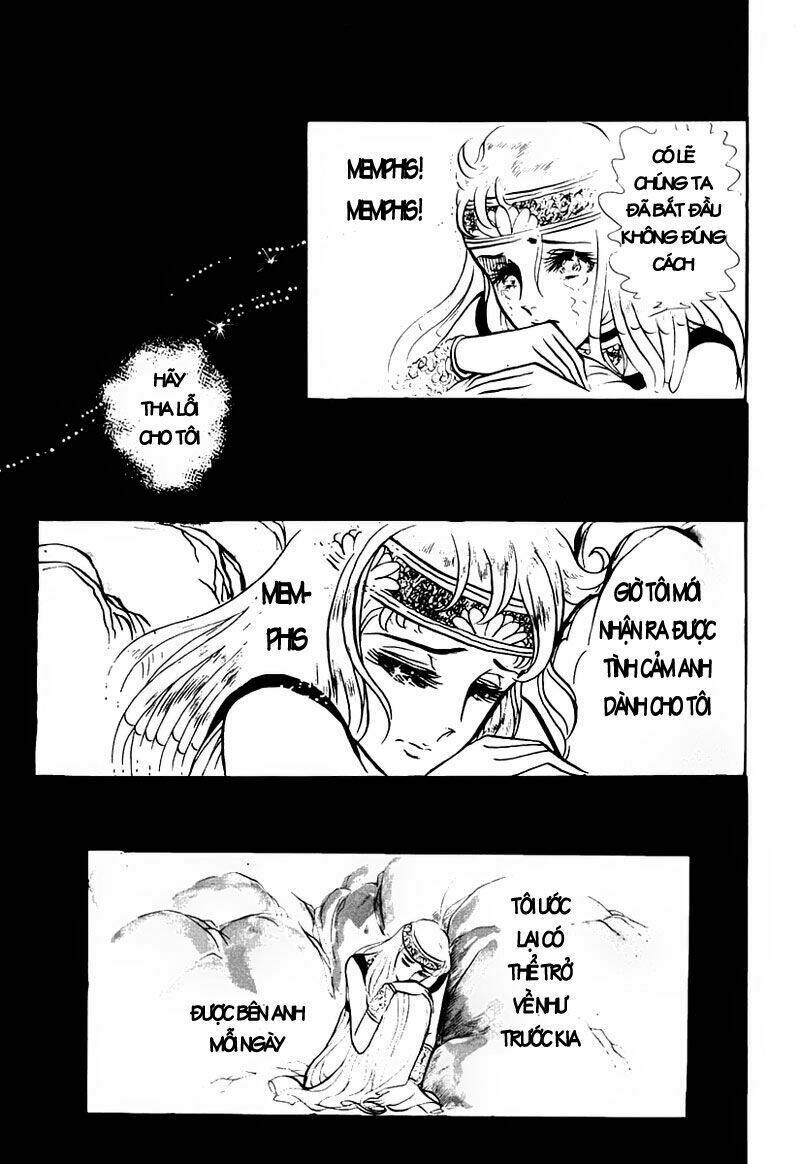 CÓ LẼ
CHÚNG TA
ĐÃ BẮT ĐẦU
KHÔNG ĐÚNG
CÁCH
MEMPHIS!
MEMPHIS!
HÃY
THA LỖI
CHO TÔI
GIỜ TÔI MỚI
NHẬN RA ĐƯỢC
TÌNH CẢM ANH
DÀNH CHO TÔI
MEM-
PHIS
TÔI ƯỚC
LẠI CÓ
THỂ TRỞ
VỀ NHƯ
TRƯỚC KIA
ĐƯỢC BÊN ANH
MỖI NGÀY